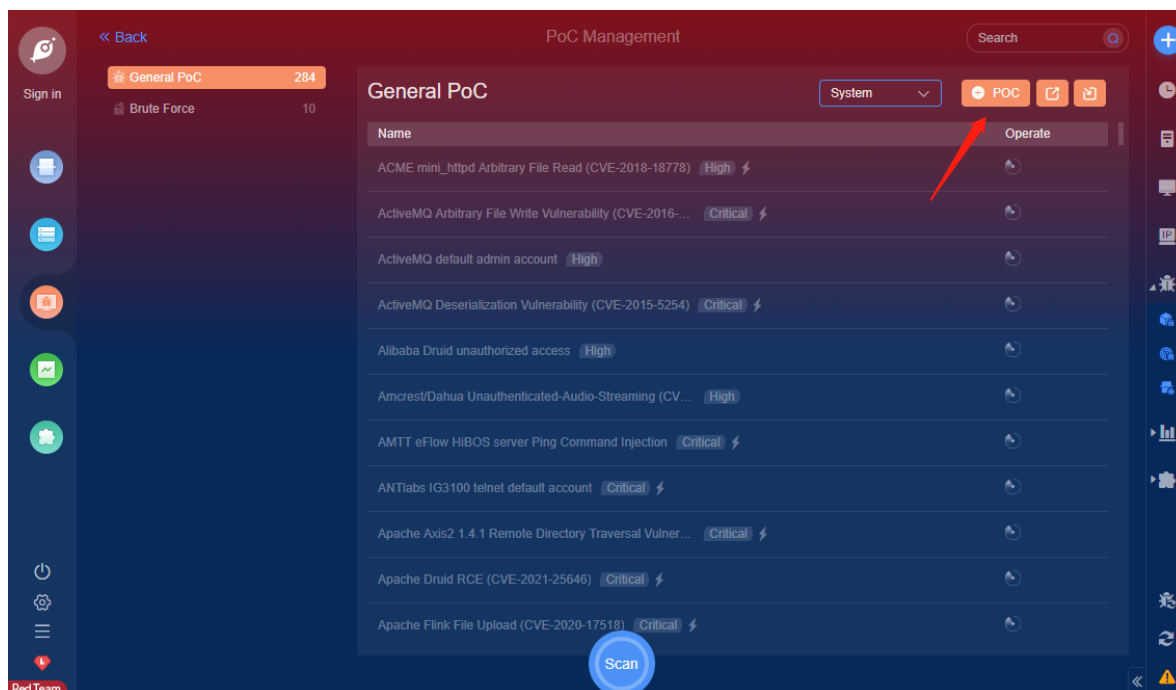 Back
PoC Management
Search
Sign in
General PoC 284
Brute Force 10
General PoC
System
POC
Name Operate
ACME mini_httpd Arbitrary File Read (CVE-2018-18778) High
ActiveMQ Arbitrary File Write Vulnerability (CVE-2016-... Critical
ActiveMQ default admin account High
ActiveMQ Deserialization Vulnerability (CVE-2015-5254) Critical
Alibaba Druid unauthorized access High
Amcrest/Dahua Unauthenticated-Audio-Streaming (CV... High
AMTT eFlow HiBOS server Ping Command Injection Critical
ANTlabs IG3100 telnet default account Critical
Apache Axis2 1.4.1 Remote Directory Traversal Vulner... Critical
Apache Druid RCE (CVE-2021-25646) Critical
Apache Flink File Upload (CVE-2020-17518) Critical
Scan
Red Team
IP